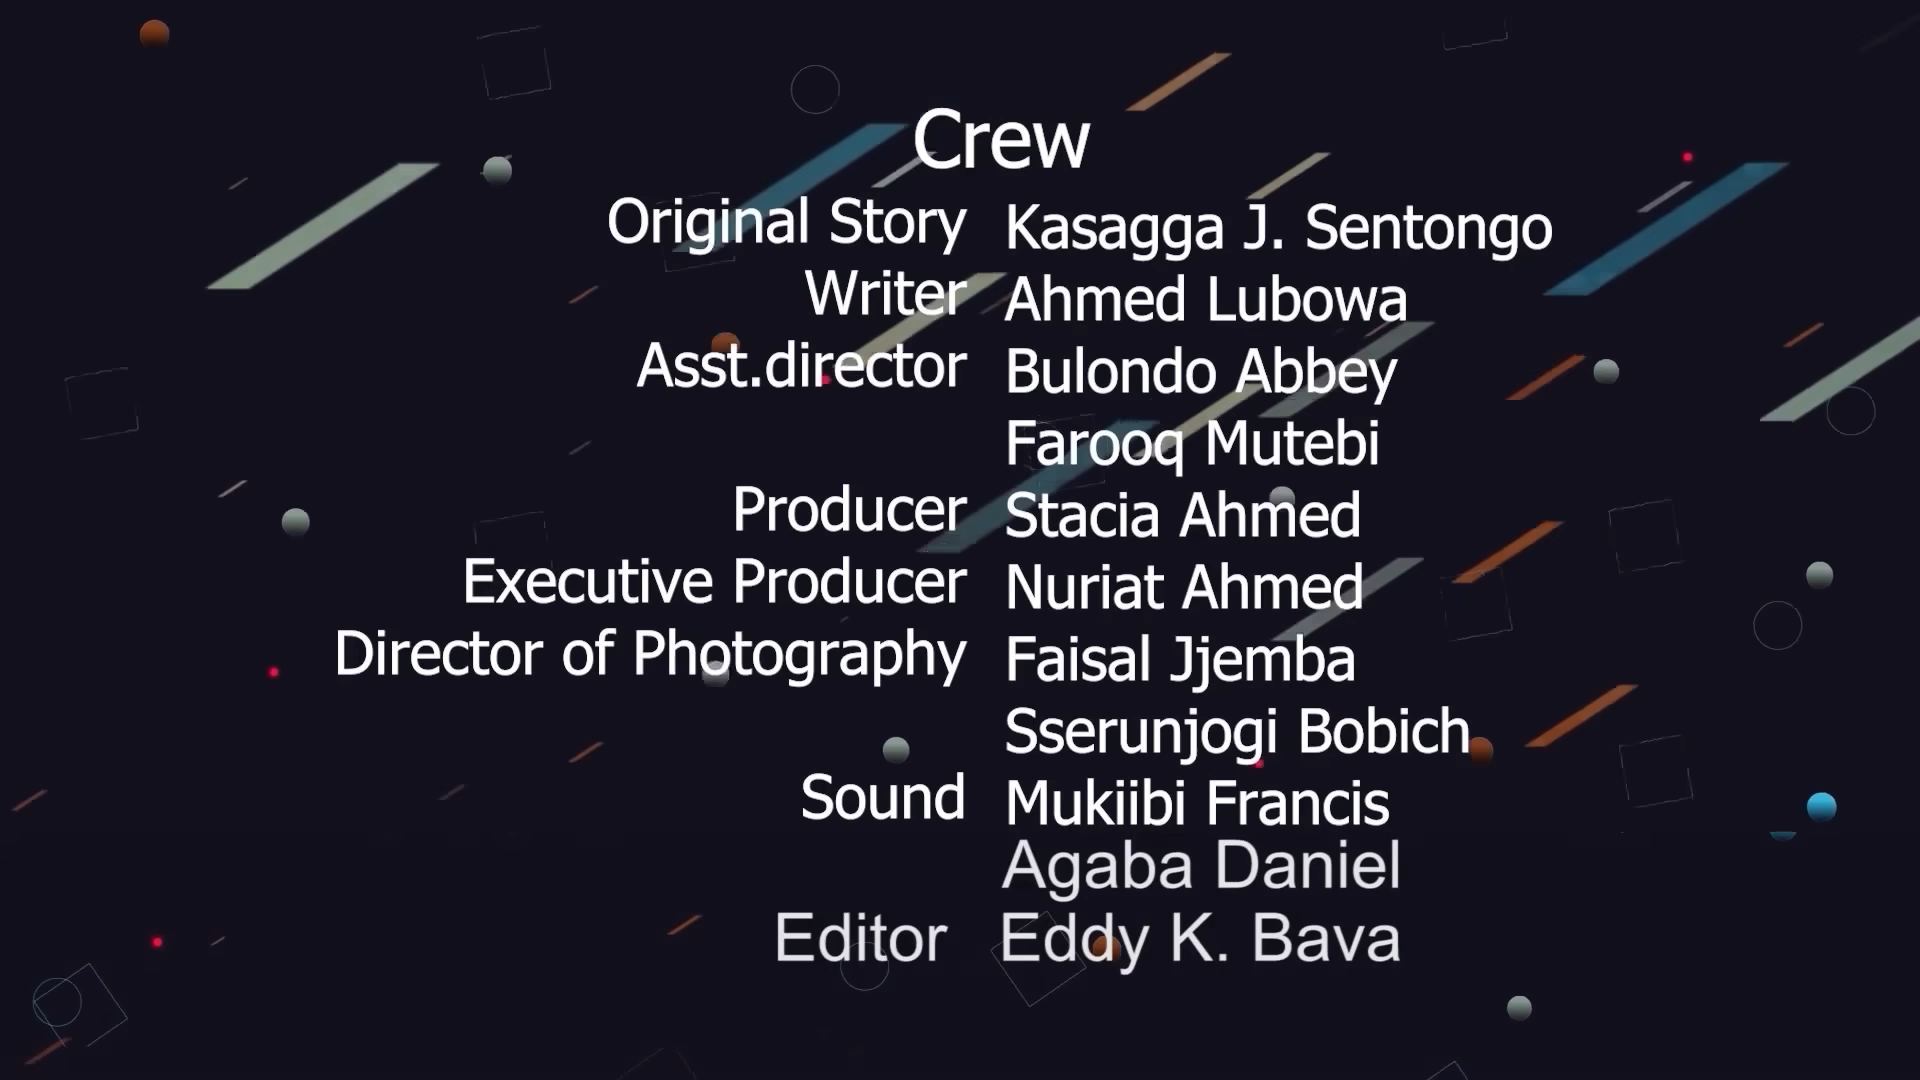 Crew
Original Story Kasagga J. Sentongo
Writer Ahmed Lubowa
Asst.director Bulondo Abbey
Farooq Mutebi
Producer Stacia Ahmed
Executive Producer Nuriat Ahmed
Director of Photography Faisal Jjemba
Sserunjogi Bobich
Sound Mukiibi Francis
Agaba Daniel
Editor Eddy K. Bava